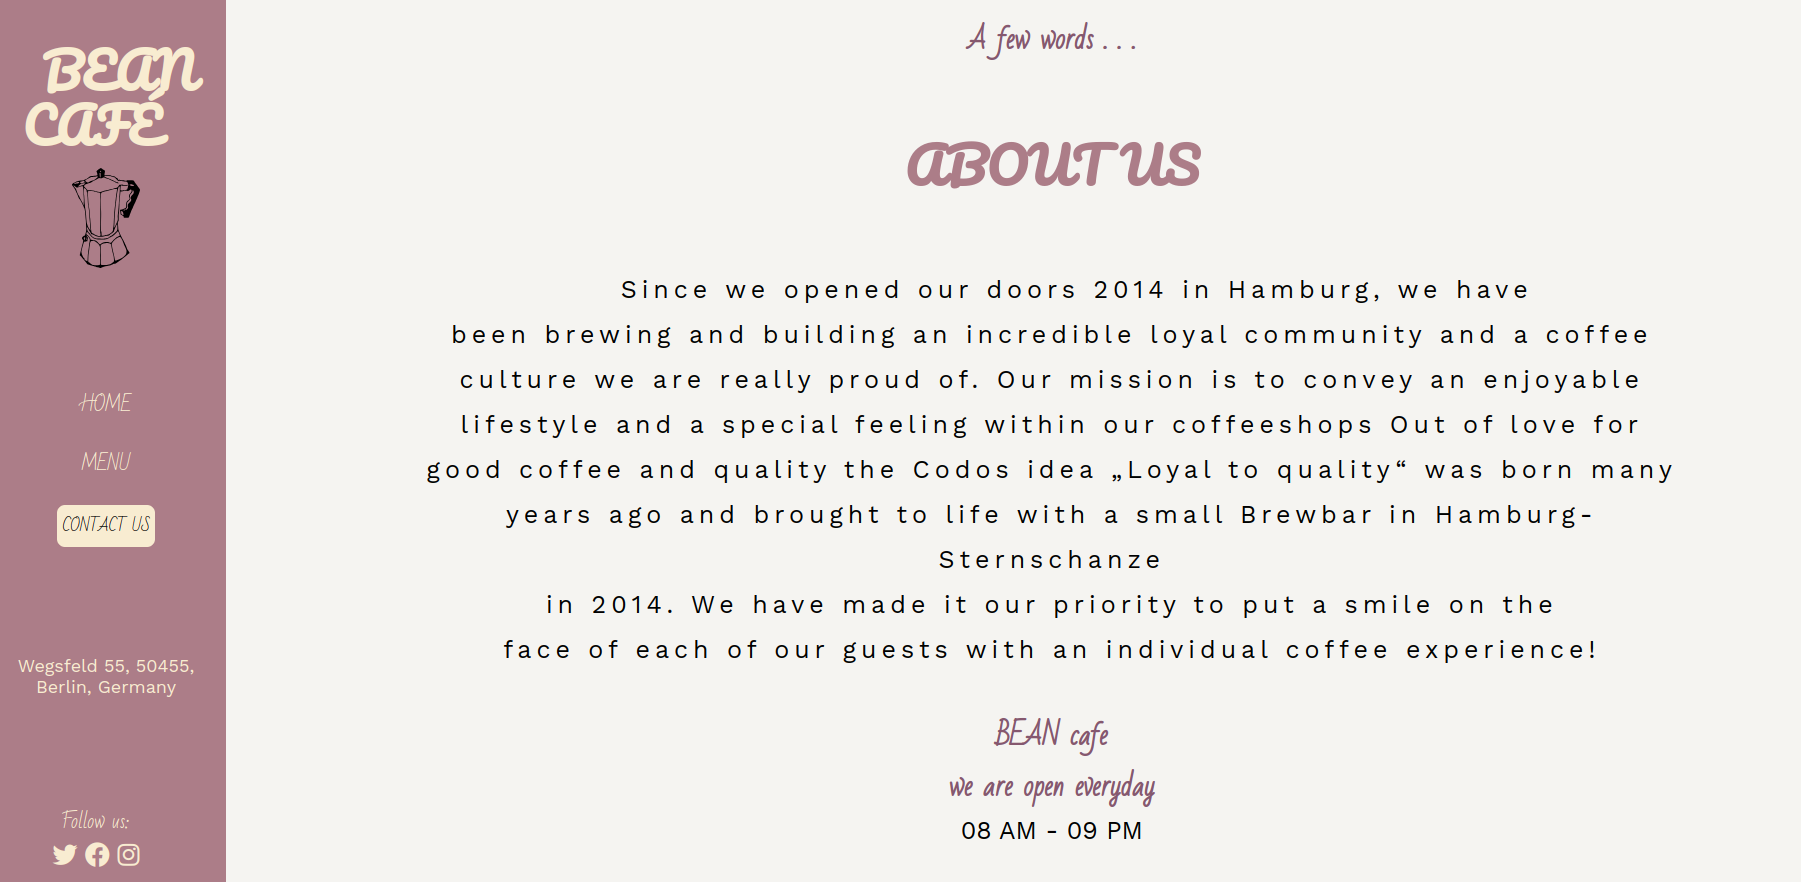 BEAN
CAFÉ
HOME
MENU
CONTACT US
Wegsfeld 55, 50455,
Berlin, Germany
Follow us:
A few words . . .
ABOUT US
Since we opened our doors 2014 in Hamburg, we have
been brewing and building an incredible loyal community and a coffee
culture we are really proud of. Our mission is to convey an enjoyable
lifestyle and a special feeling within our coffeeshops Out of love for
good coffee and quality the Codos idea „Loyal to quality“ was born many
years ago and brought to life with a small Brewbar in Hamburg-
Sternschanze
in 2014. We have made it our priority to put a smile on the
face of each of our guests with an individual coffee experience!
BEAN cafe
we are open everyday
08 AM - 09 PM